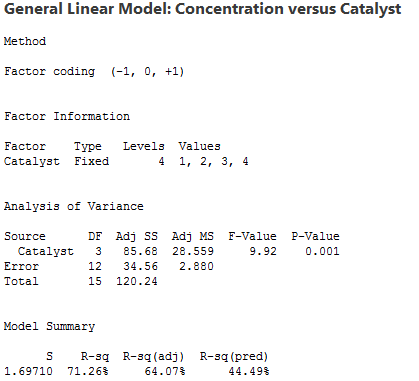 General Linear Model: Concentration versus Catalyst
Method
Factor coding  (-1, 0, +1)
Factor Information
Factor    Type   Levels  Values
Catalyst  Fixed       4  1, 2, 3, 4
Analysis of Variance
Source      DF  Adj SS  Adj MS  F-Value  P-Value
  Catalyst   3   85.68  28.559     9.92    0.001
Error       12   34.56   2.880
Total       15  120.24
Model Summary
      S    R-sq  R-sq(adj)  R-sq(pred)
1.69710  71.26%     64.07%      44.49%